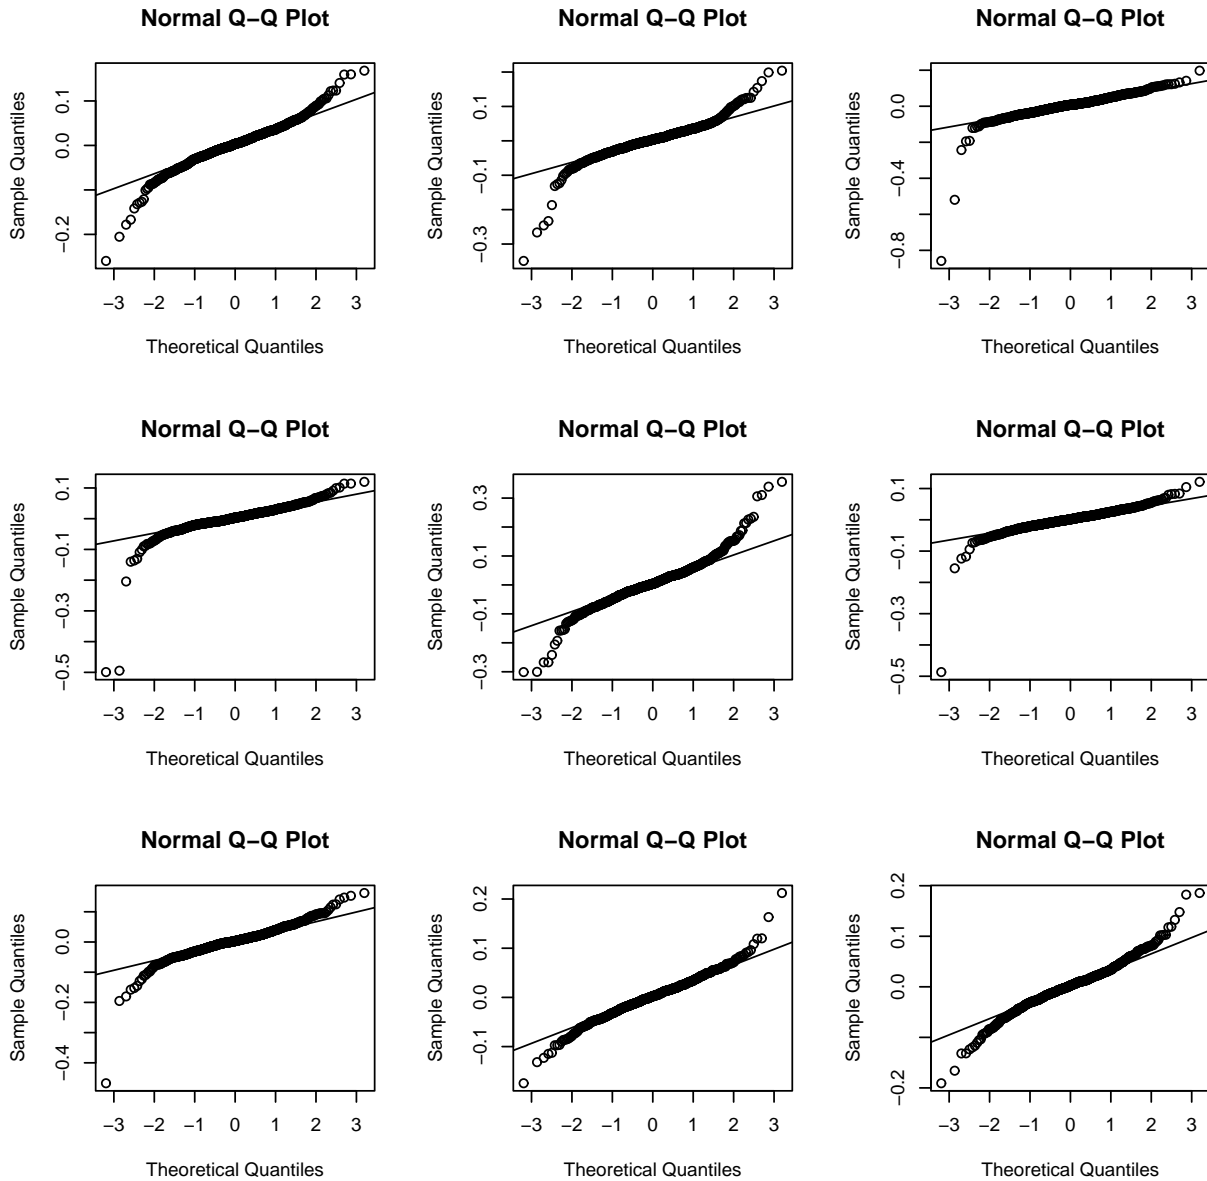 Normal Q−Q Plot
Sample Quantiles
0.1
0.0
−0.2
−3 −2 −1 0 1 2 3
Theoretical Quantiles
Normal Q−Q Plot
Sample Quantiles
0.1
−0.1
−0.3
−3 −2 −1 0 1 2 3
Theoretical Quantiles
Normal Q−Q Plot
Sample Quantiles
0.0
−0.4
−0.8
−3 −2 −1 0 1 2 3
Theoretical Quantiles
Normal Q−Q Plot
Sample Quantiles
0.1
−0.1
−0.3
−0.5
−3 −2 −1 0 1 2 3
Theoretical Quantiles
Normal Q−Q Plot
Sample Quantiles
0.3
0.1
−0.1
−0.3
−3 −2 −1 0 1 2 3
Theoretical Quantiles
Normal Q−Q Plot
Sample Quantiles
0.1
−0.1
−0.3
−0.5
−3 −2 −1 0 1 2 3
Theoretical Quantiles
Normal Q−Q Plot
Sample Quantiles
0.0
−0.2
−0.4
−3 −2 −1 0 1 2 3
Theoretical Quantiles
Normal Q−Q Plot
Sample Quantiles
0.2
0.1
0.0
−0.1
−3 −2 −1 0 1 2 3
Theoretical Quantiles
Normal Q−Q Plot
Sample Quantiles
0.2
0.1
0.0
−0.2
−3 −2 −1 0 1 2 3
Theoretical Quantiles